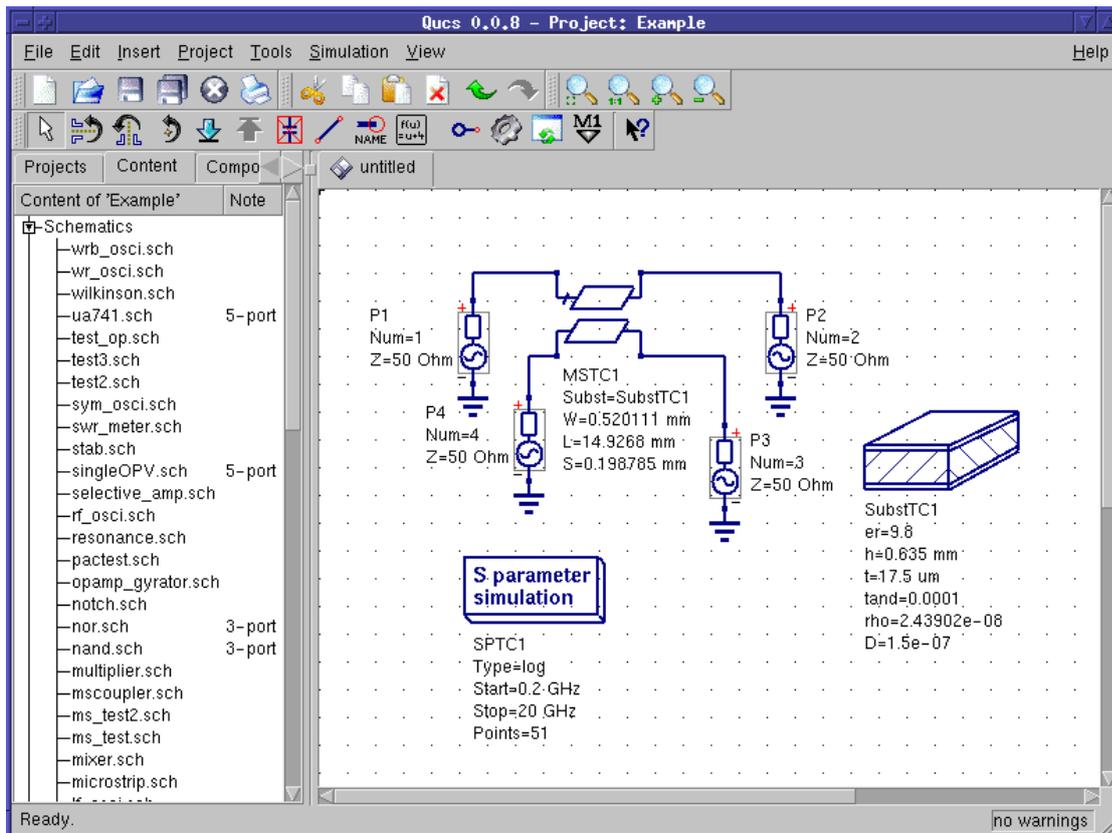 Qucs 0.0.8 - Project: Example
File Edit Insert Project Tools Simulation View Help
NAME f(u) =u+4 M1
Projects Content Compo
untitled
Content of 'Example' Note
Schematics
wrb_osci.sch
wr_osci.sch
wilkinson.sch
ua741.sch 5-port
test_op.sch
test3.sch
test2.sch
sym_osci.sch
swr_meter.sch
stab.sch
singleOPV.sch 5-port
selective_amp.sch
rf_osci.sch
resonance.sch
pactest.sch
opamp_gyrator.sch
notch.sch
nor.sch 3-port
nand.sch 3-port
multiplier.sch
mscoupler.sch
ms_test2.sch
ms_test.sch
mixer.sch
microstrip.sch
P1
Num=1
Z=50 Ohm
P2
Num=2
Z=50 Ohm
MSTC1
Subst=SubstTC1
W=0.520111 mm
L=14.9268 mm
S=0.198785 mm
P4
Num=4
Z=50 Ohm
P3
Num=3
Z=50 Ohm
SubstTC1
er=9.8
h=0.635 mm
t=17.5 um
tand=0.0001
rho=2.43902e-08
D=1.5e-07
S parameter
simulation
SPTC1
Type=log
Start=0.2 GHz
Stop=20 GHz
Points=51
Ready. no warnings